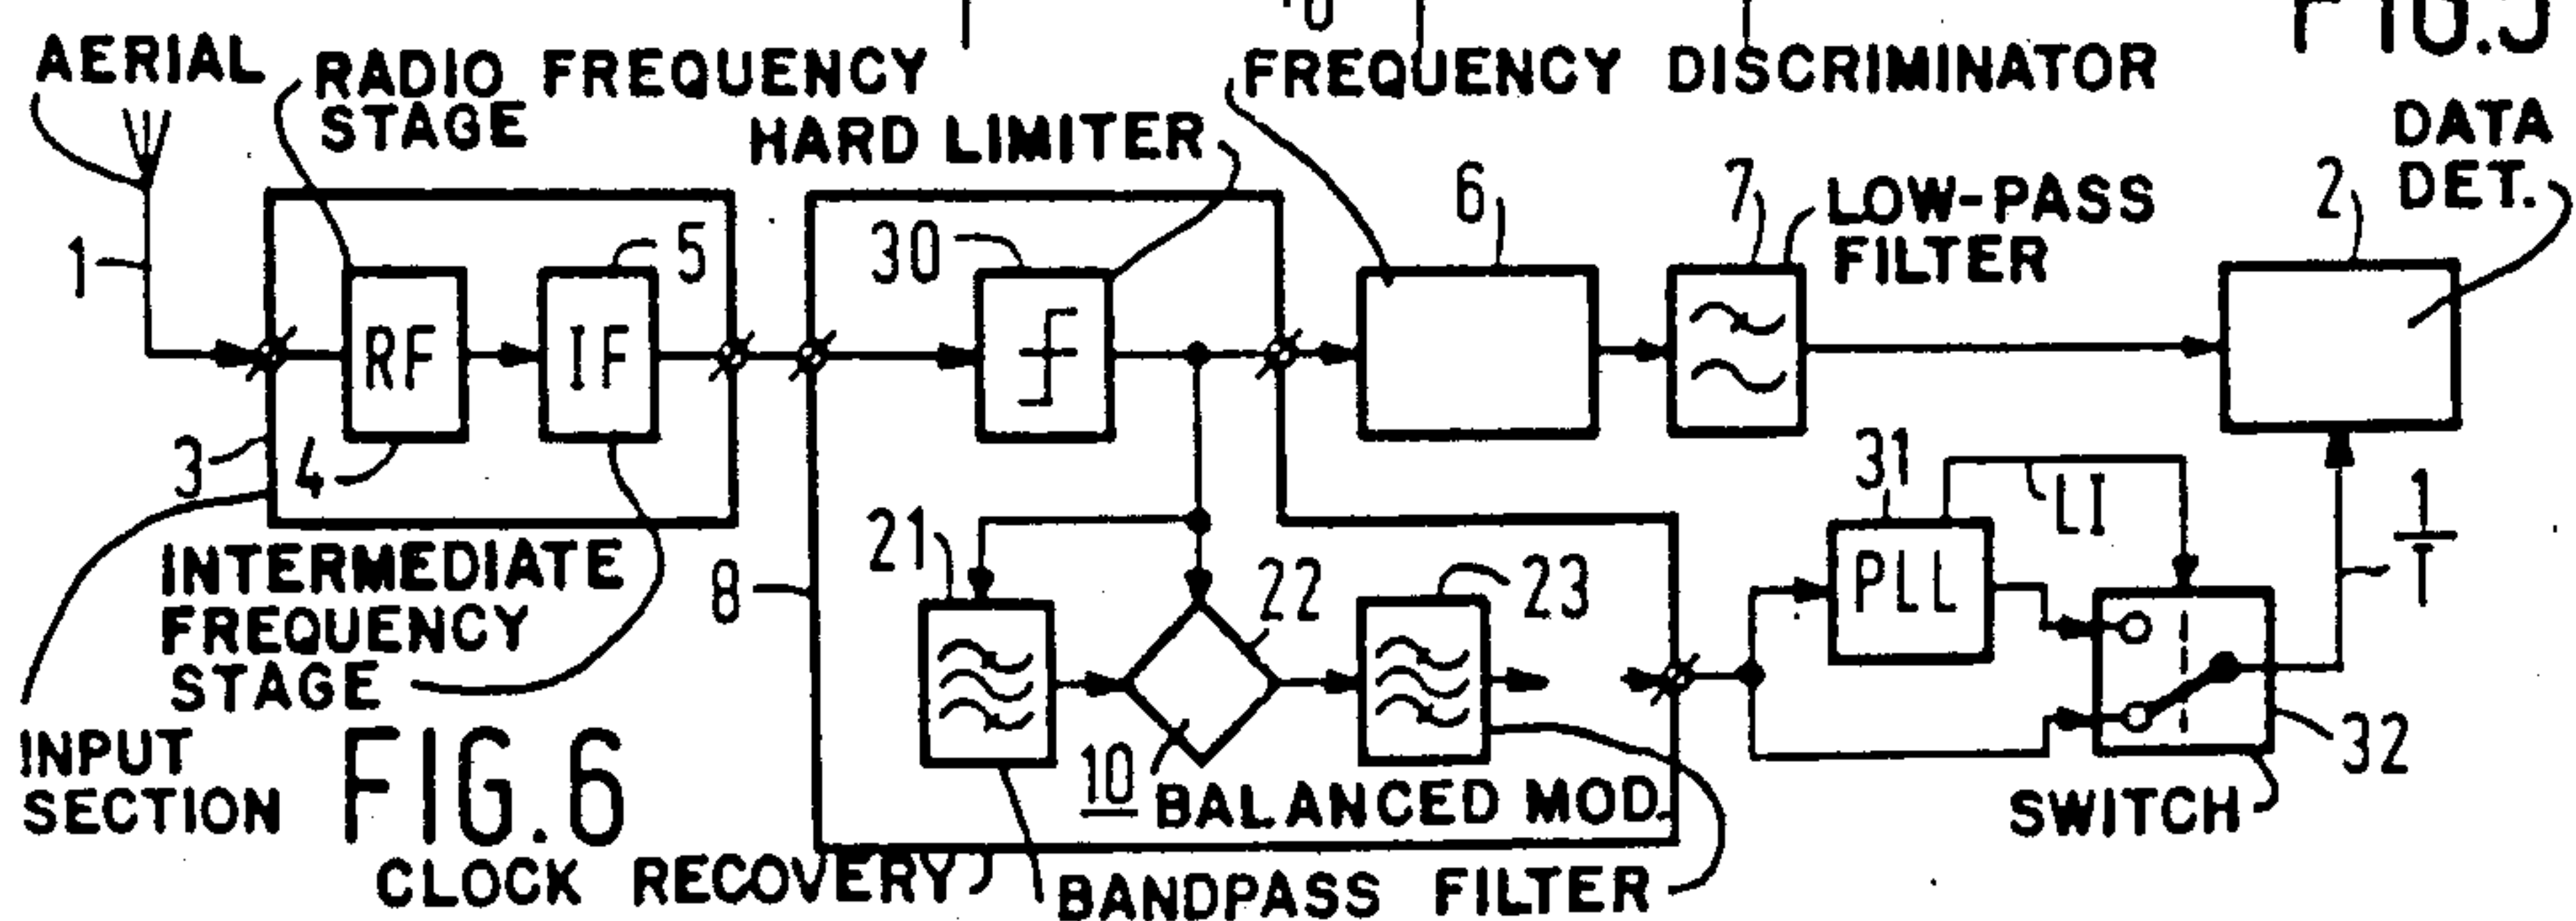 FIG.5
AERIAL
RADIO FREQUENCY
STAGE
HARD LIMITER
FREQUENCY DISCRIMINATOR
DATA
DET.
LOW-PASS
FILTER
1
30
5
6
7
2
RF
IF
3
4
31
LI
1
T
PLL
INTERMEDIATE
FREQUENCY
STAGE
8
21
22
23
32
INPUT
SECTION
FIG.6
10
BALANCED MOD.
SWITCH
CLOCK RECOVERY
BANDPASS FILTER